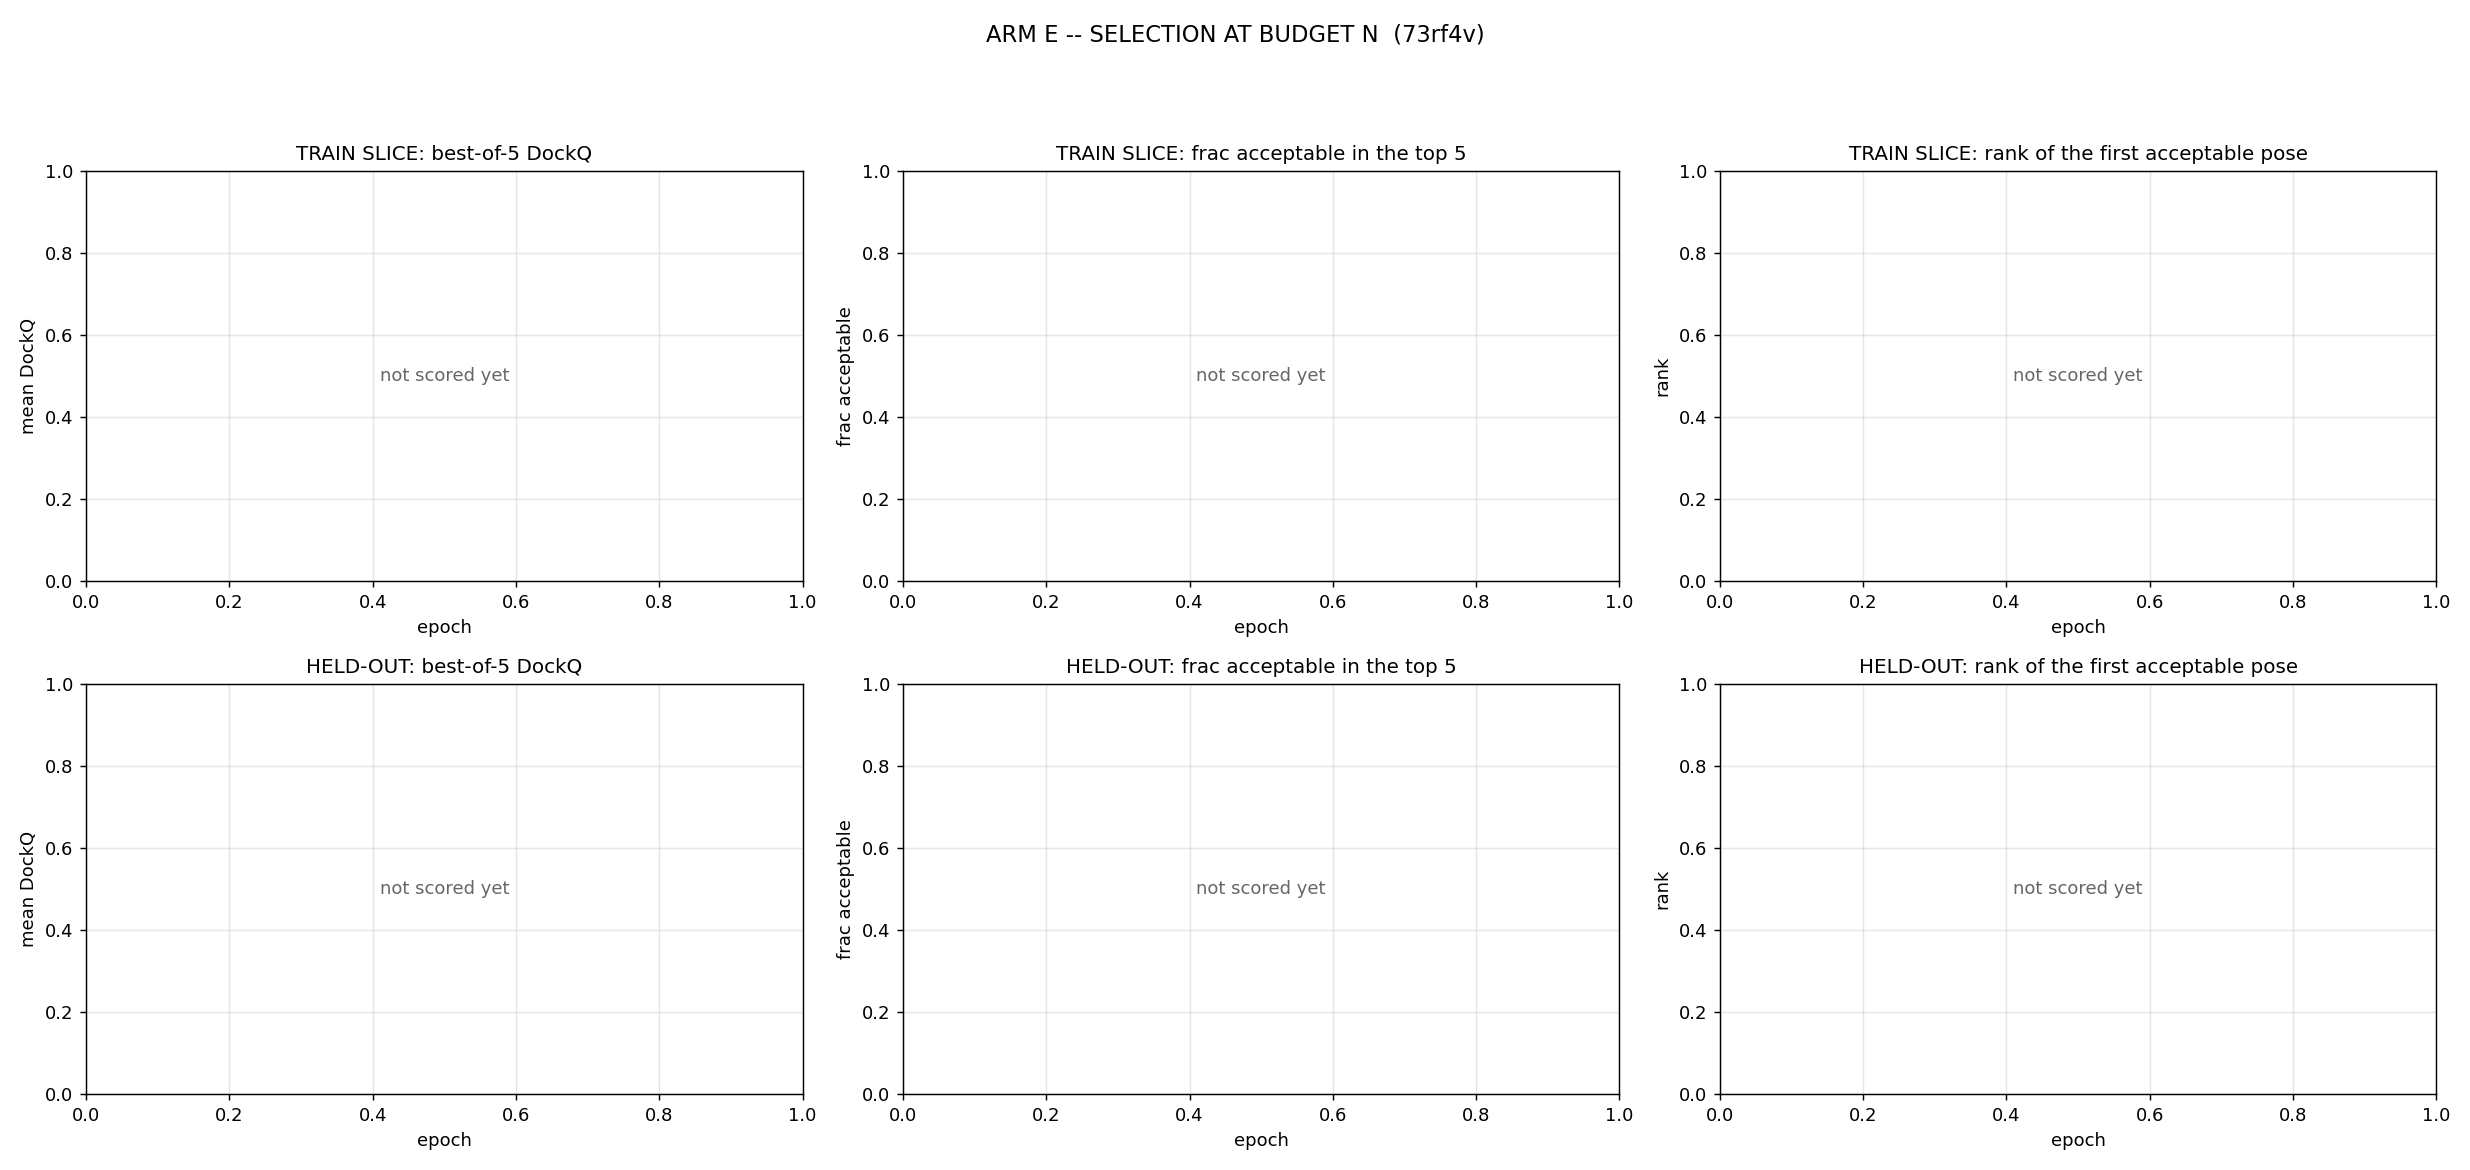 ARM E -- SELECTION AT BUDGET N  (73rf4v)
TRAIN SLICE: best-of-5 DockQ
1.0
0.8
0.6
0.4
0.2
0.0
mean DockQ
not scored yet
0.0 0.2 0.4 0.6 0.8 1.0
epoch
TRAIN SLICE: frac acceptable in the top 5
1.0
0.8
0.6
0.4
0.2
0.0
frac acceptable
not scored yet
0.0 0.2 0.4 0.6 0.8 1.0
epoch
TRAIN SLICE: rank of the first acceptable pose
1.0
0.8
0.6
0.4
0.2
0.0
rank
not scored yet
0.0 0.2 0.4 0.6 0.8 1.0
epoch
HELD-OUT: best-of-5 DockQ
1.0
0.8
0.6
0.4
0.2
0.0
mean DockQ
not scored yet
0.0 0.2 0.4 0.6 0.8 1.0
epoch
HELD-OUT: frac acceptable in the top 5
1.0
0.8
0.6
0.4
0.2
0.0
frac acceptable
not scored yet
0.0 0.2 0.4 0.6 0.8 1.0
epoch
HELD-OUT: rank of the first acceptable pose
1.0
0.8
0.6
0.4
0.2
0.0
rank
not scored yet
0.0 0.2 0.4 0.6 0.8 1.0
epoch